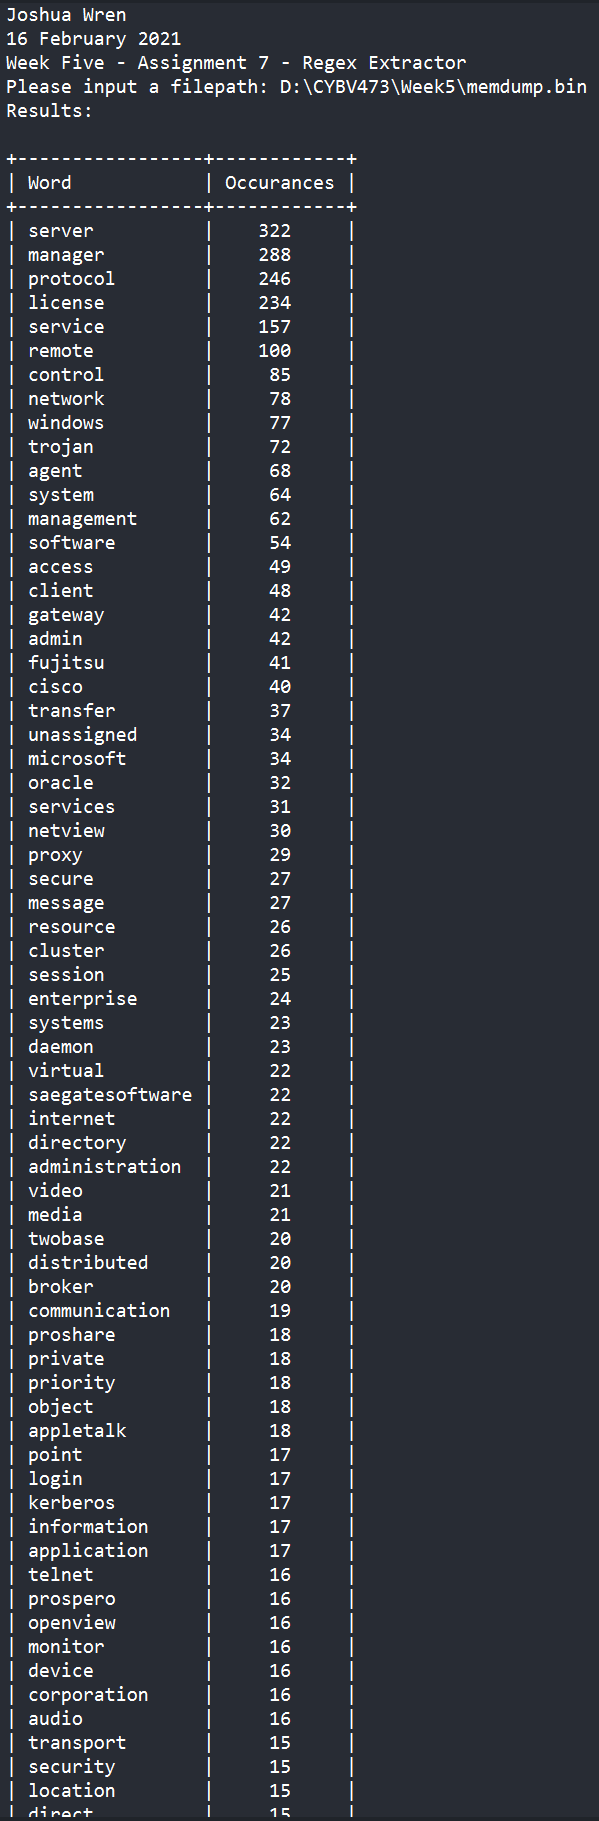 Joshua Wren
16 February 2021
Week Five - Assignment 7 - Regex Extractor
Please input a filepath: D:\CYBV473\Week5\memdump.bin
Results:
+-----------------+------------+
| Word            | Occurances |
+-----------------+------------+
| server          |    322     |
| manager         |    288     |
| protocol        |    246     |
| license         |    234     |
| service         |    157     |
| remote          |    100     |
| control         |     85     |
| network         |     78     |
| windows         |     77     |
| trojan          |     72     |
| agent           |     68     |
| system          |     64     |
| management      |     62     |
| software        |     54     |
| access          |     49     |
| client          |     48     |
| gateway         |     42     |
| admin           |     42     |
| fujitsu         |     41     |
| cisco           |     40     |
| transfer        |     37     |
| unassigned      |     34     |
| microsoft       |     34     |
| oracle          |     32     |
| services        |     31     |
| netview         |     30     |
| proxy           |     29     |
| secure          |     27     |
| message         |     27     |
| resource        |     26     |
| cluster         |     26     |
| session         |     25     |
| enterprise      |     24     |
| systems         |     23     |
| daemon          |     23     |
| virtual         |     22     |
| saegatesoftware |     22     |
| internet        |     22     |
| directory       |     22     |
| administration  |     22     |
| video           |     21     |
| media           |     21     |
| twobase         |     20     |
| distributed     |     20     |
| broker          |     20     |
| communication   |     19     |
| proshare        |     18     |
| private         |     18     |
| priority        |     18     |
| object          |     18     |
| appletalk       |     18     |
| point           |     17     |
| login           |     17     |
| kerberos        |     17     |
| information     |     17     |
| application     |     17     |
| telnet          |     16     |
| prospero        |     16     |
| openview        |     16     |
| monitor         |     16     |
| device          |     16     |
| corporation     |     16     |
| audio           |     16     |
| transport       |     15     |
| security        |     15     |
| location        |     15     |
| direct          |     15     |